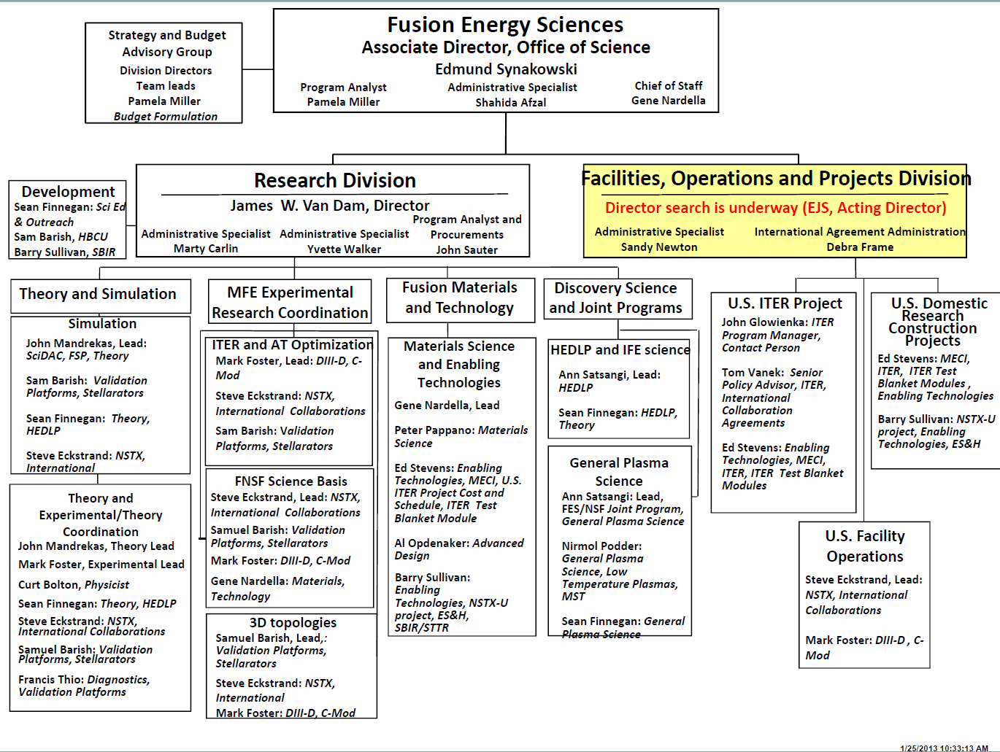 Fusion Energy Sciences
Associate Director, Office of Science
Edmund Synakowski
Program Analyst
Pamela Miller
Administrative Specialist
Shahida Afzal
Chief of Staff
Gene Nardella
Strategy and Budget
Advisory Group
Division Directors
Team leads
Pamela Miller
Budget Formulation
Development
Sean Finnegan: Sci Ed
& Outreach
Sam Barish, HBCU
Barry Sullivan, SBIR
Research Division
James W. Van Dam, Director
Administrative Specialist
Marty Carlin
Administrative Specialist
Yvette Walker
Program Analyst and
Procurements
John Sauter
Facilities, Operations and Projects Division
Director search is underway (EJS, Acting Director)
Administrative Specialist
Sandy Newton
International Agreement Administration
Debra Frame
Theory and Simulation
Simulation
John Mandrekas, Lead:
SciDAC, FSP, Theory
Sam Barish: Validation
Platforms, Stellarators
Sean Finnegan: Theory,
HEDLP
Steve Eckstrand: NSTX,
International
Theory and
Experimental/Theory
Coordination
John Mandrekas, Theory Lead
Mark Foster, Experimental Lead
Curt Bolton, Physicist
Sean Finnegan: Theory, HEDLP
Steve Eckstrand: NSTX,
International Collaborations
Samuel Barish: Validation
Platforms, Stellarators
Francis Thio: Diagnostics,
Validation Platforms
MFE Experimental
Research Coordination
ITER and AT Optimization
Mark Foster, Lead: DIII-D, C-
Mod
Steve Eckstrand: NSTX,
International Collaborations
Sam Barish: Validation
Platforms, Stellarators
FNSF Science Basis
Steve Eckstrand, Lead: NSTX,
International Collaborations
Samuel Barish: Validation
Platforms, Stellarators
Mark Foster: DIII-D, C-Mod
Gene Nardella: Materials,
Technology
3D topologies
Samuel Barish, Lead,:
Validation Platforms,
Stellarators
Steve Eckstrand: NSTX,
International
Mark Foster: DIII-D, C-Mod
Fusion Materials
and Technology
Materials Science
and Enabling
Technologies
Gene Nardella, Lead
Peter Pappano: Materials
Science
Ed Stevens: Enabling
Technologies, MECI, U.S.
ITER Project Cost and
Schedule, ITER Test
Blanket Module
Al Opdenaker: Advanced
Design
Barry Sullivan:
Enabling
Technologies, NSTX-U
project, ES&H,
SBIR/STTR
Discovery Science
and Joint Programs
HEDLP and IFE science
Ann Satsangi, Lead:
HEDLP
Sean Finnegan: HEDLP,
Theory
General Plasma
Science
Ann Satsangi: Lead,
FES/NSF Joint Program,
General Plasma Science
Nirmol Podder:
General Plasma
Science, Low
Temperature Plasmas,
MST
Sean Finnegan: General
Plasma Science
U.S. ITER Project
John Glowienka: ITER
Program Manager,
Contact Person
Tom Vanek: Senior
Policy Advisor, ITER,
International
Collaboration
Agreements
Ed Stevens: Enabling
Technologies, MECI,
ITER, ITER Test Blanket
Modules
U.S. Domestic
Research
Construction
Projects
Ed Stevens: MECI,
ITER, ITER Test
Blanket Modules ,
Enabling Technologies
Barry Sullivan: NSTX-U
project, Enabling
Technologies, ES&H
U.S. Facility
Operations
Steve Eckstrand, Lead:
NSTX, International
Collaborations
Mark Foster: DIII-D , C-
Mod
1/25/2013 10:33:13 AM